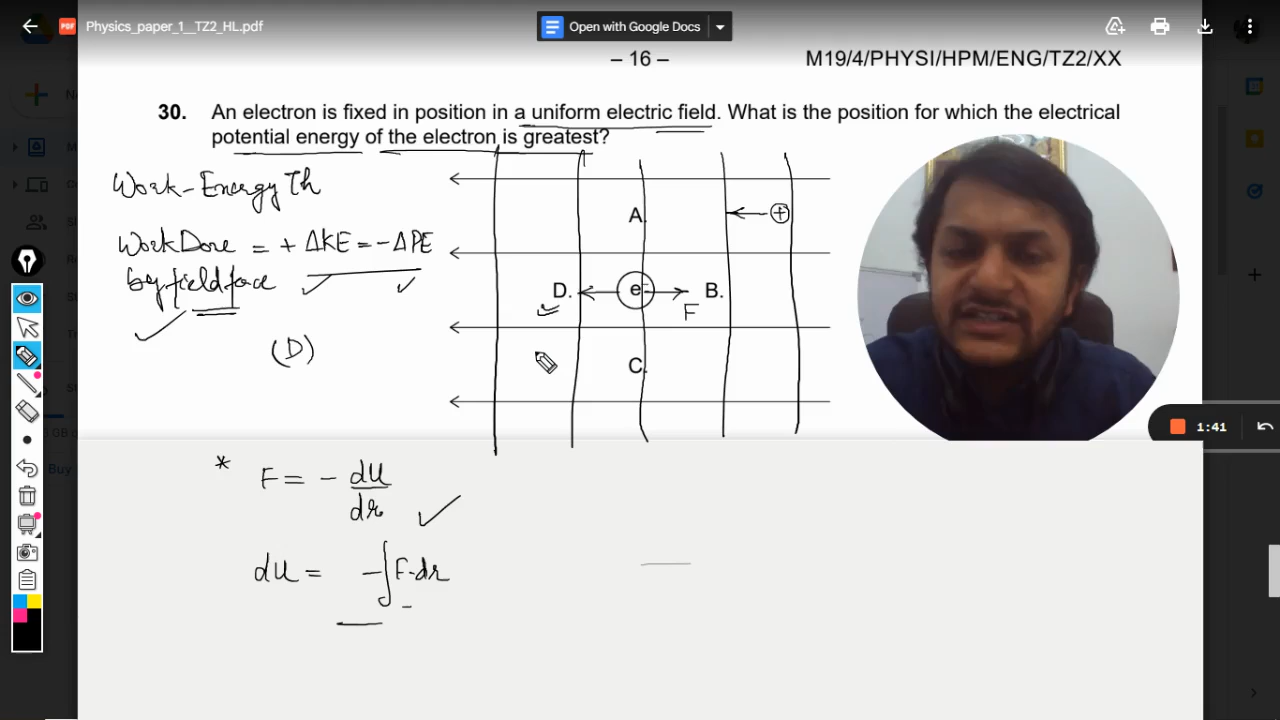 Physics_paper_1__TZ2_HL.pdf
Open with Google Docs
– 16 –
M19/4/PHYSI/HPM/ENG/TZ2/XX
30. An electron is fixed in position in a uniform electric field. What is the position for which the electrical
potential energy of the electron is greatest?
Work-Energy Th
Work Done = + ΔKE = - ΔPE
by field force
(D)
A.
+
D.
e-
B.
F
C.
1:41
* F = - dU/dr
dU = - ∫ F.dr